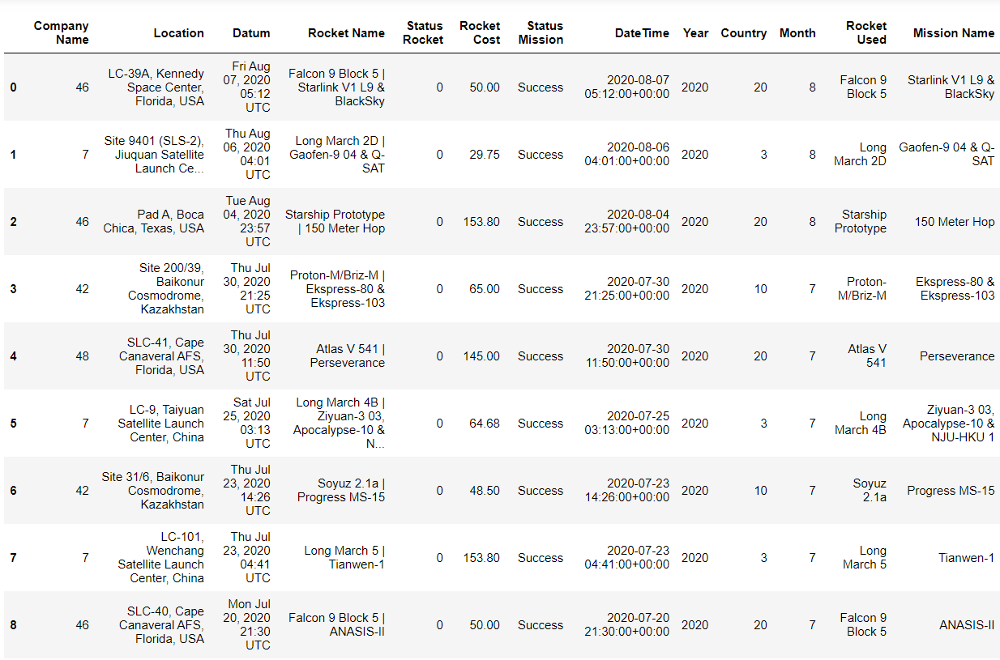 Company Name Location Datum Rocket Name Status Rocket Rocket Cost Status Mission DateTime Year Country Month Rocket Used Mission Name
0 46 LC-39A, Kennedy Space Center, Florida, USA Fri Aug 07, 2020 05:12 UTC Falcon 9 Block 5 | Starlink V1 L9 & BlackSky 0 50.00 Success 2020-08-07 05:12:00+00:00 2020 20 8 Falcon 9 Block 5 Starlink V1 L9 & BlackSky
1 7 Site 9401 (SLS-2), Jiuquan Satellite Launch Ce... Thu Aug 06, 2020 04:01 UTC Long March 2D | Gaofen-9 04 & Q-SAT 0 29.75 Success 2020-08-06 04:01:00+00:00 2020 3 8 Long March 2D Gaofen-9 04 & Q-SAT
2 46 Pad A, Boca Chica, Texas, USA Tue Aug 04, 2020 23:57 UTC Starship Prototype | 150 Meter Hop 0 153.80 Success 2020-08-04 23:57:00+00:00 2020 20 8 Starship Prototype 150 Meter Hop
3 42 Site 200/39, Baikonur Cosmodrome, Kazakhstan Thu Jul 30, 2020 21:25 UTC Proton-M/Briz-M | Ekspress-80 & Ekspress-103 0 65.00 Success 2020-07-30 21:25:00+00:00 2020 10 7 Proton-M/Briz-M Ekspress-80 & Ekspress-103
4 48 SLC-41, Cape Canaveral AFS, Florida, USA Thu Jul 30, 2020 11:50 UTC Atlas V 541 | Perseverance 0 145.00 Success 2020-07-30 11:50:00+00:00 2020 20 7 Atlas V 541 Perseverance
5 7 LC-9, Taiyuan Satellite Launch Center, China Sat Jul 25, 2020 03:13 UTC Long March 4B | Ziyuan-3 03, Apocalypse-10 & N... 0 64.68 Success 2020-07-25 03:13:00+00:00 2020 3 7 Long March 4B Ziyuan-3 03, Apocalypse-10 & NJU-HKU 1
6 42 Site 31/6, Baikonur Cosmodrome, Kazakhstan Thu Jul 23, 2020 14:26 UTC Soyuz 2.1a | Progress MS-15 0 48.50 Success 2020-07-23 14:26:00+00:00 2020 10 7 Soyuz 2.1a Progress MS-15
7 7 LC-101, Wenchang Satellite Launch Center, China Thu Jul 23, 2020 04:41 UTC Long March 5 | Tianwen-1 0 153.80 Success 2020-07-23 04:41:00+00:00 2020 3 7 Long March 5 Tianwen-1
8 46 SLC-40, Cape Canaveral AFS, Florida, USA Mon Jul 20, 2020 21:30 UTC Falcon 9 Block 5 | ANASIS-II 0 50.00 Success 2020-07-20 21:30:00+00:00 2020 20 7 Falcon 9 Block 5 ANASIS-II